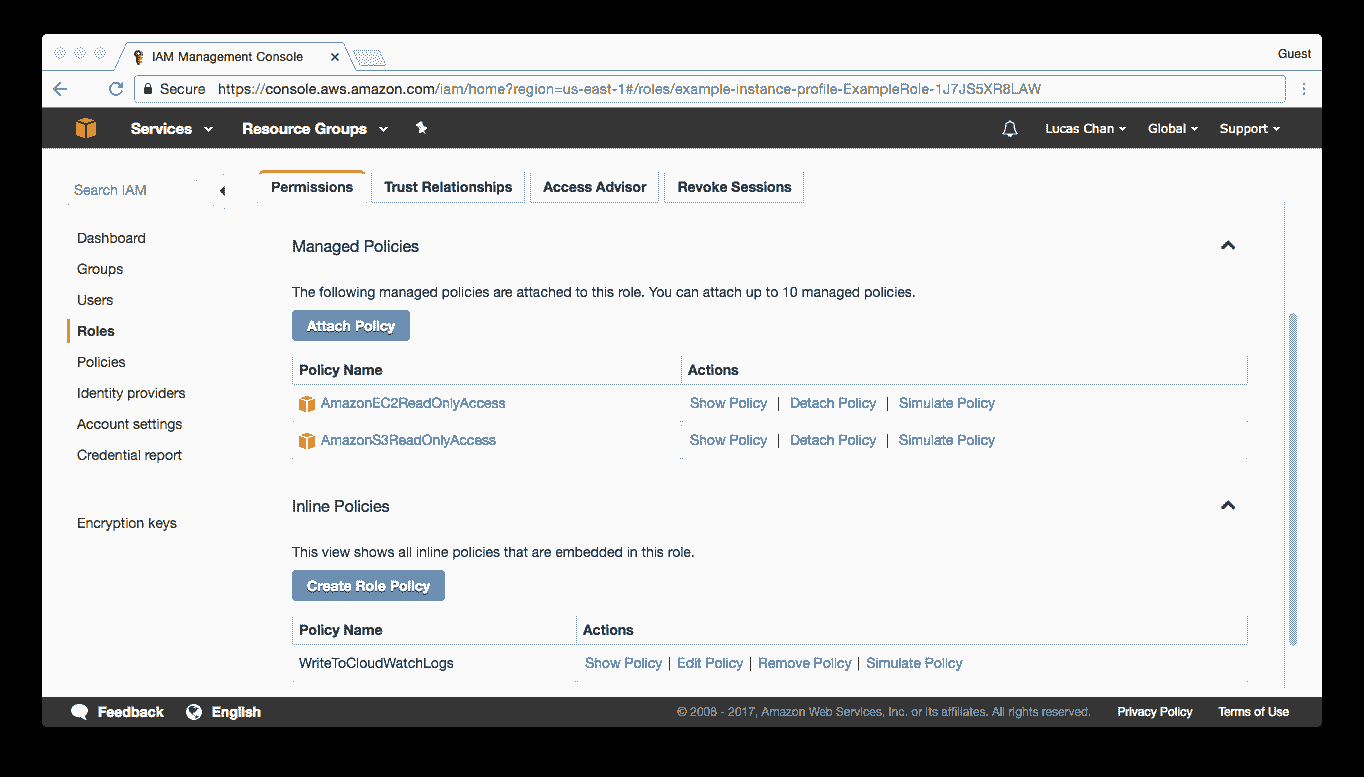 IAM Management Console
Guest
Secure https://console.aws.amazon.com/iam/home?region=us-east-1#/roles/example-instance-profile-ExampleRole-1J7JS5XR8LAW
Services Resource Groups Lucas Chan Global Support
Search IAM
Permissions Trust Relationships Access Advisor Revoke Sessions
Dashboard
Groups
Users
Roles
Policies
Identity providers
Account settings
Credential report
Encryption keys
Managed Policies
The following managed policies are attached to this role. You can attach up to 10 managed policies.
Attach Policy
Policy Name Actions
AmazonEC2ReadOnlyAccess Show Policy | Detach Policy | Simulate Policy
AmazonS3ReadOnlyAccess Show Policy | Detach Policy | Simulate Policy
Inline Policies
This view shows all inline policies that are embedded in this role.
Create Role Policy
Policy Name Actions
WriteToCloudWatchLogs Show Policy | Edit Policy | Remove Policy | Simulate Policy
Feedback English © 2008 - 2017, Amazon Web Services, Inc. or its affiliates. All rights reserved. Privacy Policy Terms of Use